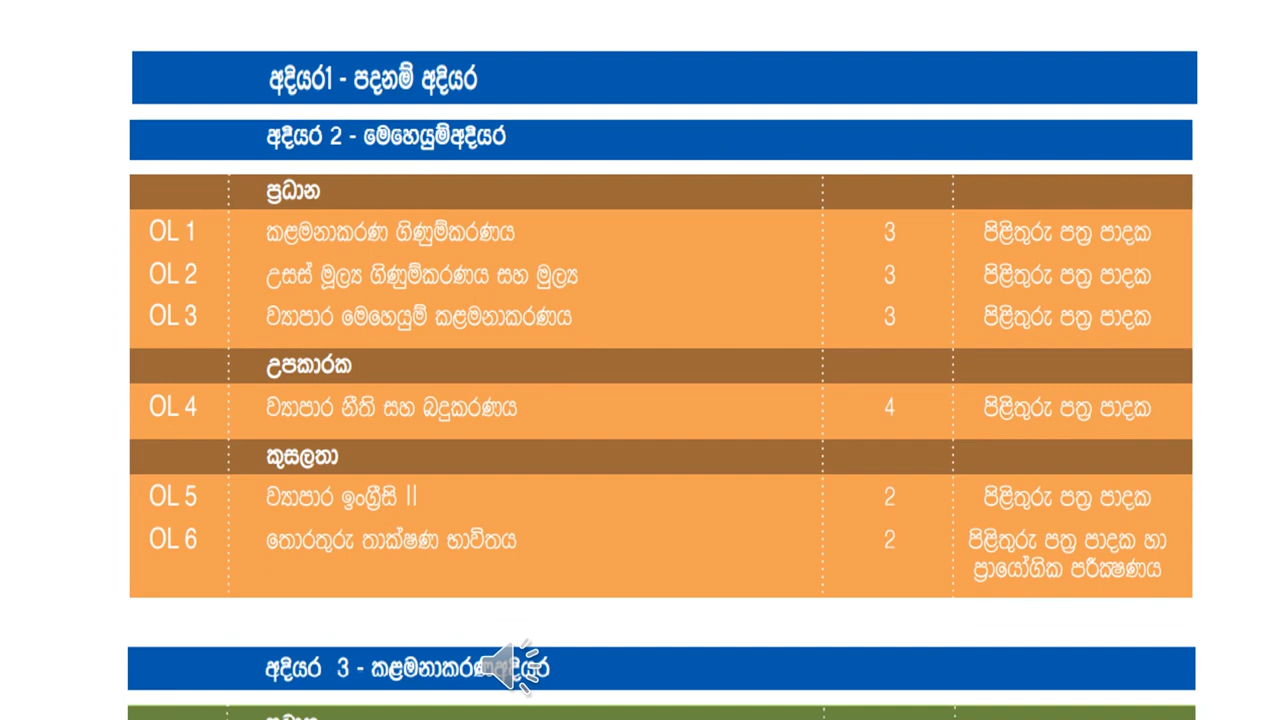 අදියර1 - පදනම් අදියර
අදියර 2 - මෙහෙයුම්අදියර
ප්‍රධාන
OL 1 කළමනාකරණ ගිණුම්කරණය 3 පිළිතුරු පත්‍ර පාදක
OL 2 උසස් මූල්‍ය ගිණුම්කරණය සහ මුල්‍ය 3 පිළිතුරු පත්‍ර පාදක
OL 3 ව්‍යාපාර මෙහෙයුම් කළමනාකරණය 3 පිළිතුරු පත්‍ර පාදක
උපකාරක
OL 4 ව්‍යාපාර නීති සහ බදුකරණය 4 පිළිතුරු පත්‍ර පාදක
කුසලතා
OL 5 ව්‍යාපාර ඉංග්‍රීසි II 2 පිළිතුරු පත්‍ර පාදක
OL 6 තොරතුරු තාක්ෂණ භාවිතය 2 පිළිතුරු පත්‍ර පාදක හා
ප්‍රායෝගික පරීක්‍ෂණය
අදියර 3 - කළමනාකරණඅදියර